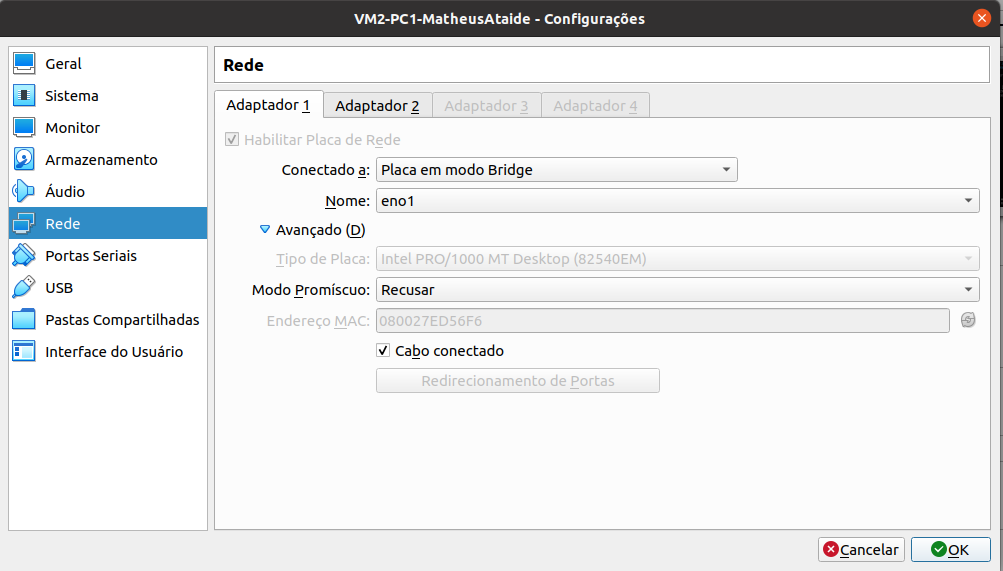 VM2-PC1-MatheusAtaide - Configurações
Geral
Sistema
Monitor
Armazenamento
Áudio
Rede
Portas Seriais
USB
Pastas Compartilhadas
Interface do Usuário
Rede
Adaptador 1 Adaptador 2 Adaptador 3 Adaptador 4
Habilitar Placa de Rede
Conectado a: Placa em modo Bridge
Nome: eno1
Avançado (D)
Tipo de Placa: Intel PRO/1000 MT Desktop (82540EM)
Modo Promíscuo: Recusar
Endereço MAC: 080027ED56F6
Cabo conectado
Redirecionamento de Portas
Cancelar OK